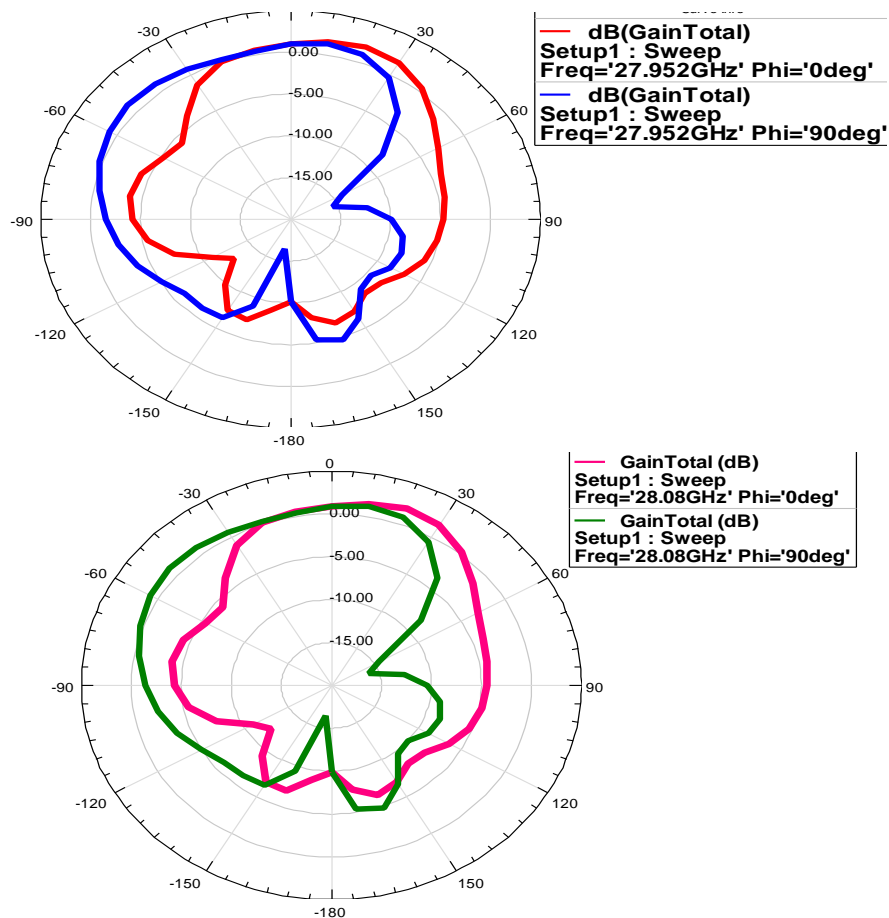 dB(GainTotal)
Setup1 : Sweep
Freq='27.952GHz' Phi='0deg'
dB(GainTotal)
Setup1 : Sweep
Freq='27.952GHz' Phi='90deg'
-30
30
0.00
-5.00
-60
60
-10.00
-15.00
-90
90
-120
120
-150
150
-180
GainTotal (dB)
Setup1 : Sweep
Freq='28.08GHz' Phi='0deg'
GainTotal (dB)
Setup1 : Sweep
Freq='28.08GHz' Phi='90deg'
0
-30
30
0.00
-5.00
-60
60
-10.00
-15.00
-90
90
-120
120
-150
150
-180